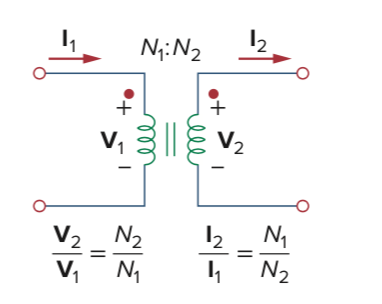 I₁ N₁:N₂ I₂
+ +
V₁ V₂
− −
V₂/V₁ = N₂/N₁ I₂/I₁ = N₁/N₂